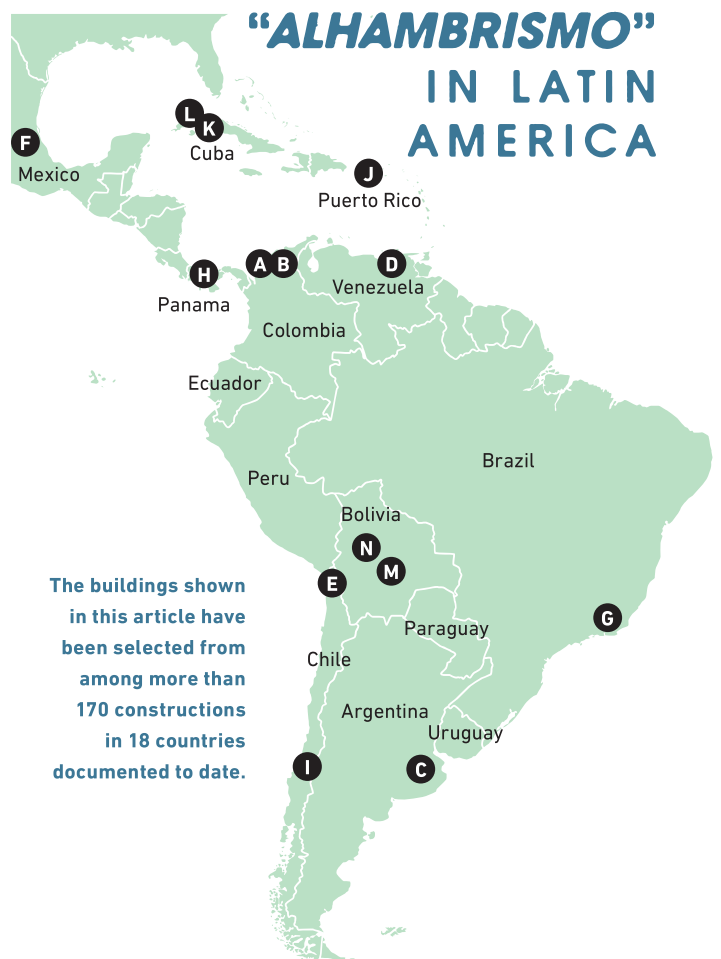 “ALHAMBRISMO”
IN LATIN
AMERICA
L
K
F
Cuba
Mexico
J
Puerto Rico
A
B
D
H
Venezuela
Panama
Colombia
Ecuador
Brazil
Peru
Bolivia
N
M
E
The buildings shown
in this article have
been selected from
among more than
170 constructions
in 18 countries
documented to date.
G
Paraguay
Chile
Argentina
Uruguay
I
C